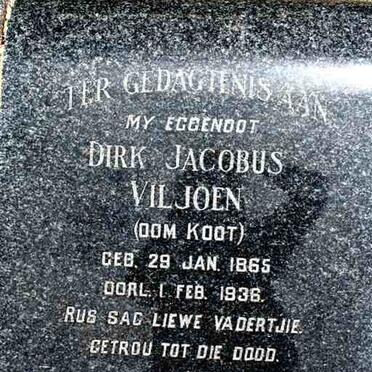 TER GEDAGTENIS AAN
MY EGGENOOT
DIRK JACOBUS
VILJOEN
(OOM KOOT)
GEB. 29 JAN. 1865
OORL. 1. FEB. 1936.
RUS SAG LIEWE VADERTJIE.
GETROU TOT DIE DOOD.